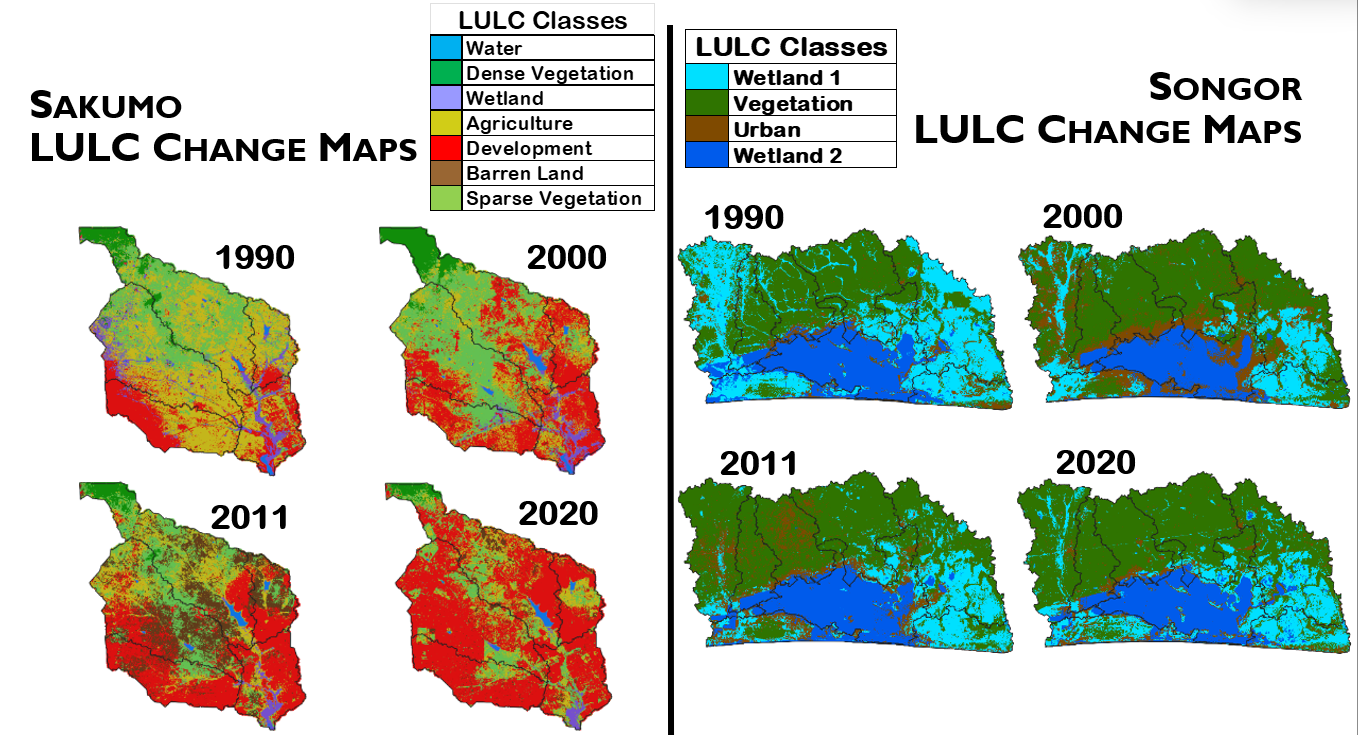 SAKUMO
LULC CHANGE MAPS
LULC Classes
Water
Dense Vegetation
Wetland
Agriculture
Development
Barren Land
Sparse Vegetation
1990
2000
2011
2020
LULC Classes
Wetland 1
Vegetation
Urban
Wetland 2
SONGOR
LULC CHANGE MAPS
1990
2000
2011
2020